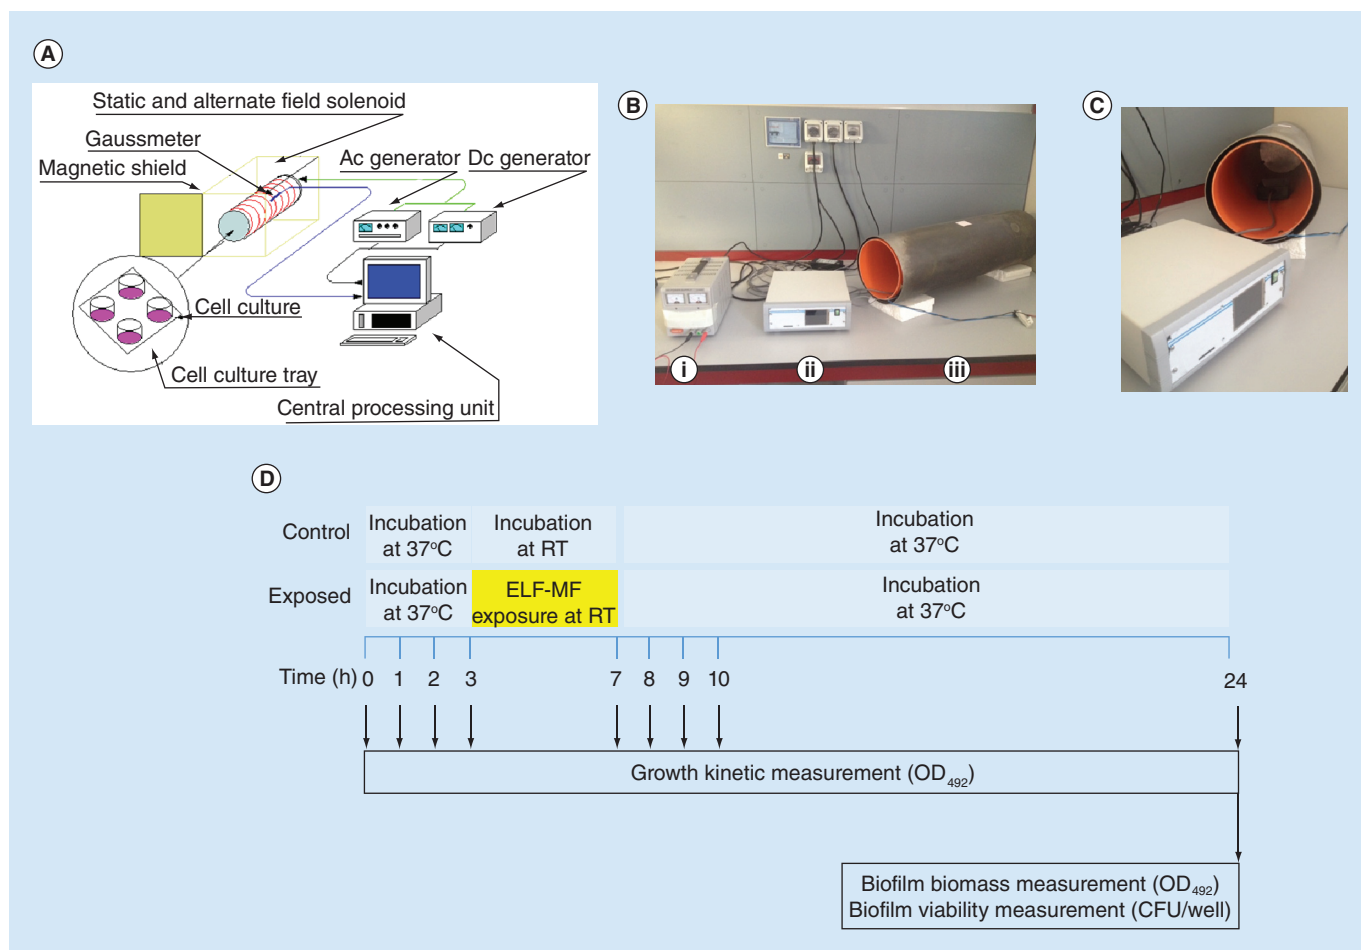 A
Static and alternate field solenoid
Gaussmeter
Magnetic shield
Ac generator
Dc generator
Cell culture
Cell culture tray
Central processing unit
B
i
ii
iii
C
D
Control
Incubation
at 37°C
Incubation
at RT
Incubation
at 37°C
Exposed
Incubation
at 37°C
ELF-MF
exposure at RT
Incubation
at 37°C
Time (h) 0 1 2 3 7 8 9 10 24
Growth kinetic measurement (OD₄₉₂)
Biofilm biomass measurement (OD₄₉₂)
Biofilm viability measurement (CFU/well)